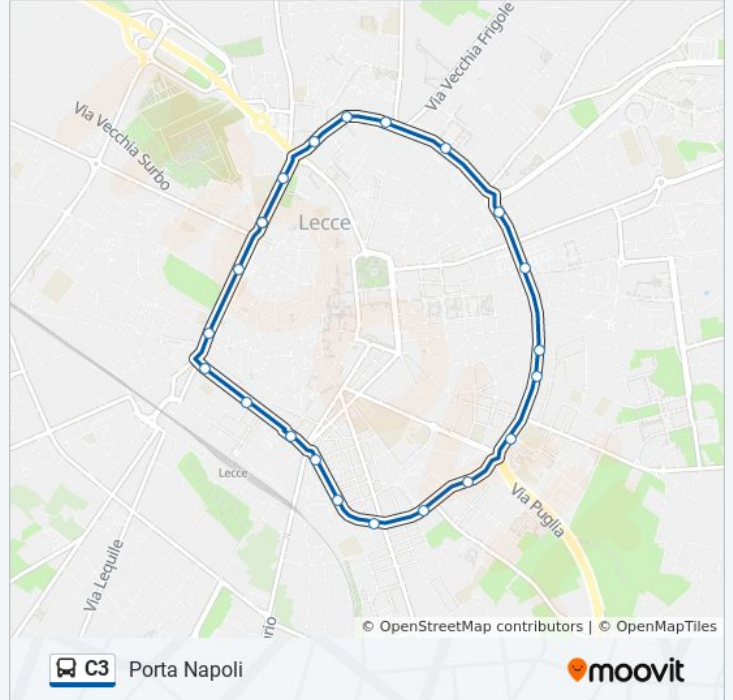 Via Vecchia Frigole
Via Vecchia Surbo
Lecce
Lecce
Via Puglia
Via Lequile
ario
© OpenStreetMap contributors | © OpenMapTiles
C3 Porta Napoli
moovit